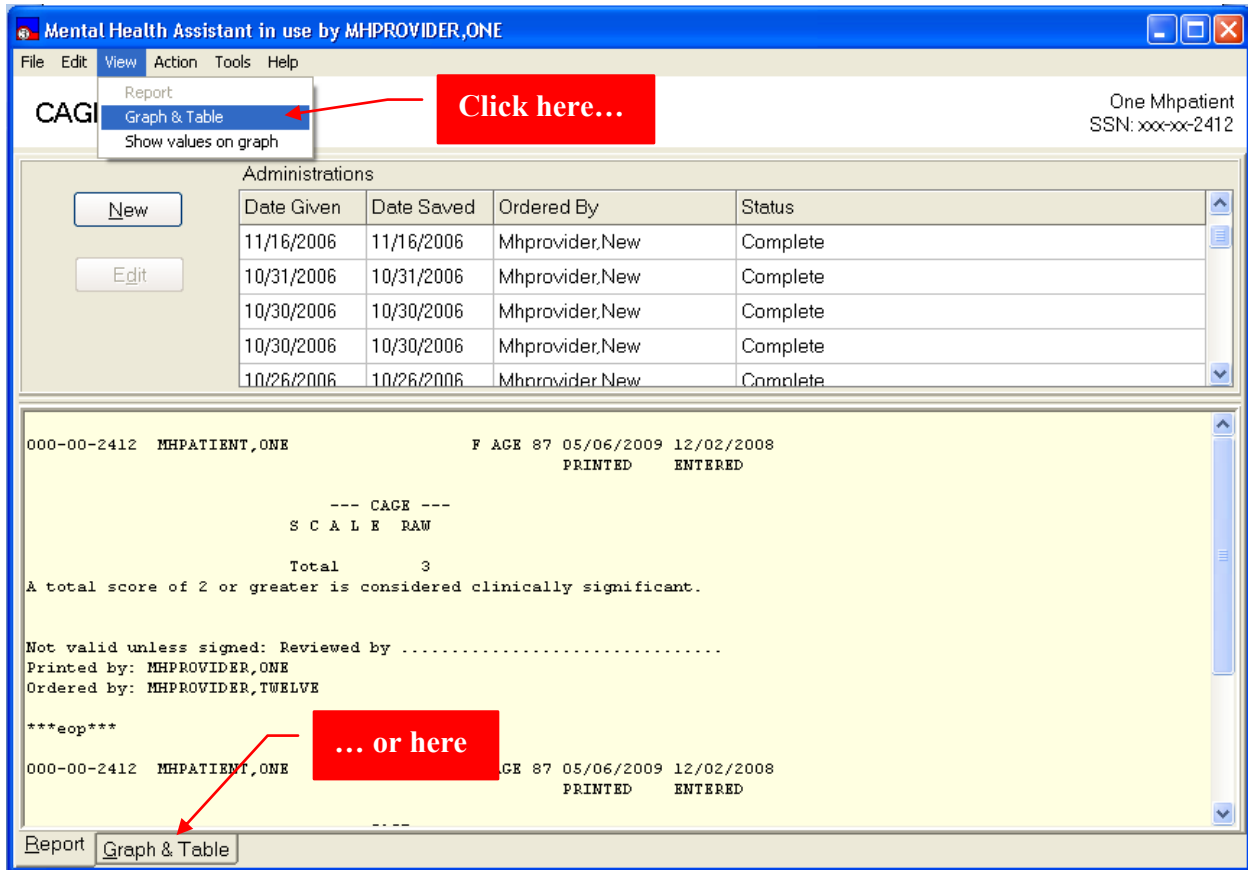 Mental Health Assistant in use by MHPROVIDER,ONE
File Edit View Action Tools Help
Report
Graph & Table
Show values on graph
Click here…
CAGE
One Mhpatient
SSN: xxx-xx-2412
Administrations
New
Edit
Date Given Date Saved Ordered By Status
11/16/2006 11/16/2006 Mhprovider,New Complete
10/31/2006 10/31/2006 Mhprovider,New Complete
10/30/2006 10/30/2006 Mhprovider,New Complete
10/30/2006 10/30/2006 Mhprovider,New Complete
10/26/2006 10/26/2006 Mhprovider,New Complete
000-00-2412 MHPATIENT,ONE F AGE 87 05/06/2009 12/02/2008
PRINTED ENTERED
--- CAGE ---
S C A L E RAW
Total 3
A total score of 2 or greater is considered clinically significant.
Not valid unless signed: Reviewed by ................................
Printed by: MHPROVIDER,ONE
Ordered by: MHPROVIDER,TWELVE
***eop***
… or here
000-00-2412 MHPATIENT,ONE AGE 87 05/06/2009 12/02/2008
PRINTED ENTERED
Report Graph & Table